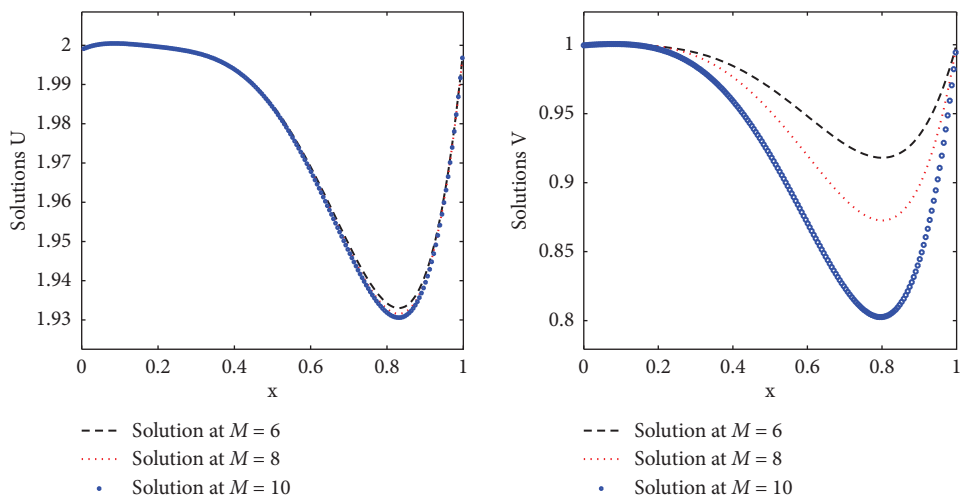 2
1.99
1.98
1.97
1.96
1.95
1.94
1.93
Solutions U
0
0.2
0.4
0.6
0.8
1
x
Solution at M = 6
Solution at M = 8
Solution at M = 10
1
0.95
0.9
0.85
0.8
Solutions V
0
0.2
0.4
0.6
0.8
1
x
Solution at M = 6
Solution at M = 8
Solution at M = 10